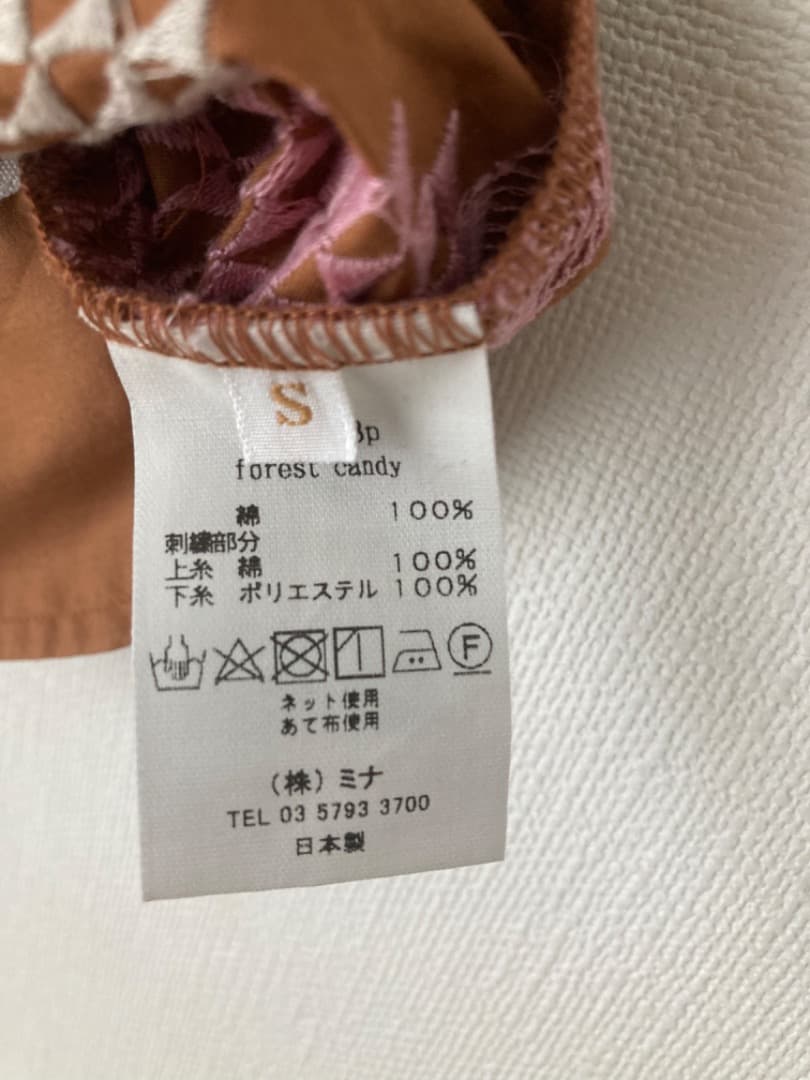 S
3p
forest candy
綿 100%
刺繍部分
上糸 綿 100%
下糸 ポリエステル 100%
F
ネット使用
あて布使用
(株)ミナ
TEL 03 5793 3700
日本製